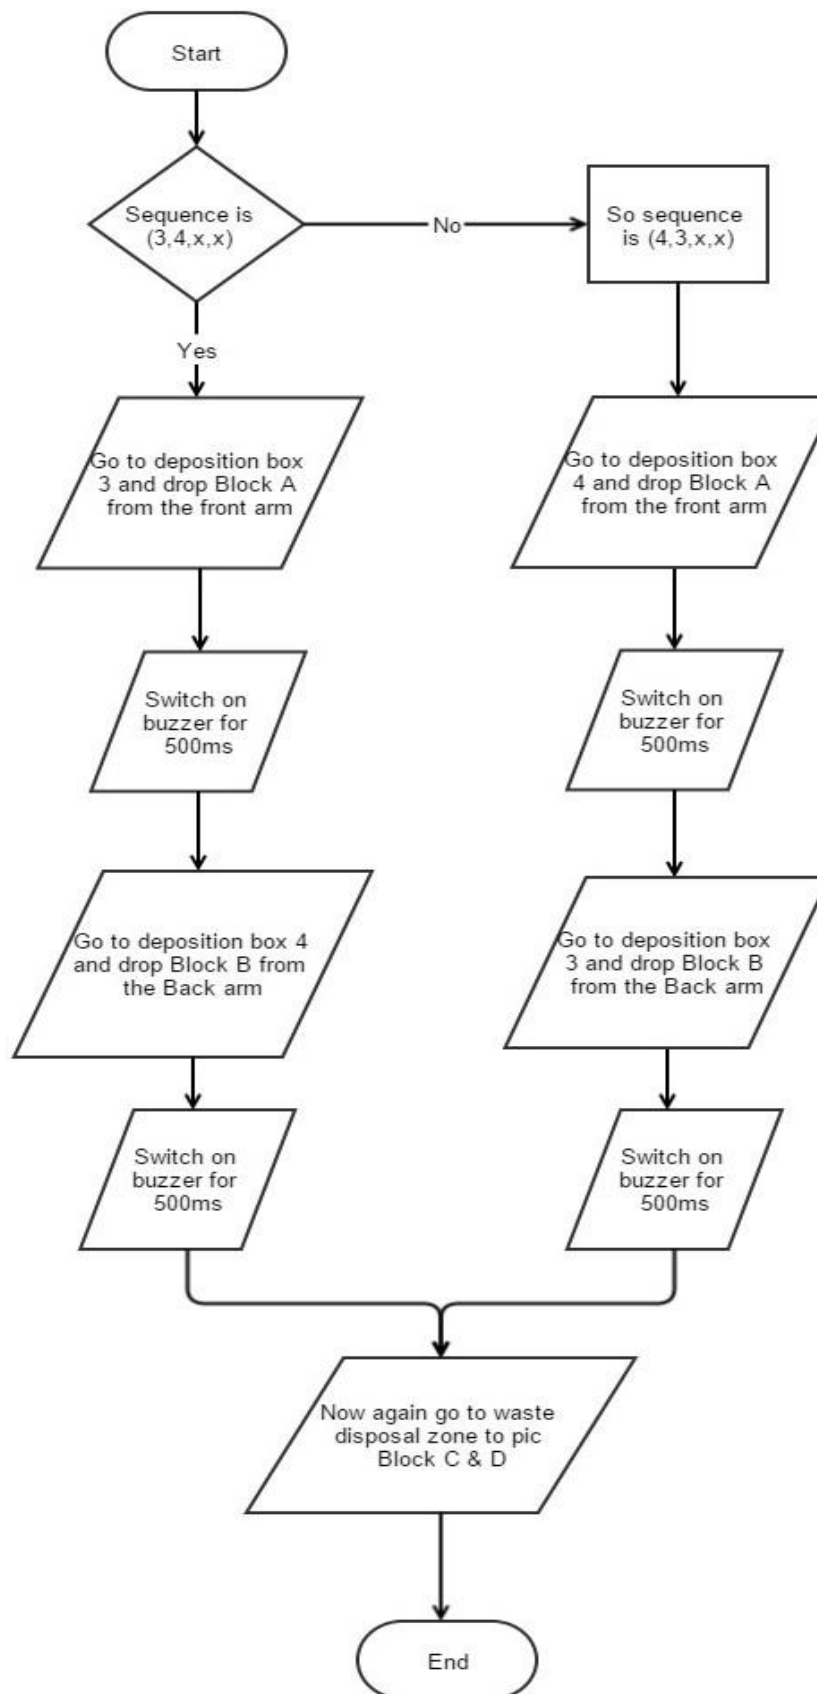 Start
Sequence is
(3,4,x,x)
No
So sequence
is (4,3,x,x)
Yes
Go to deposition box
3 and drop Block A
from the front arm
Go to deposition box
4 and drop Block A
from the front arm
Switch on
buzzer for
500ms
Switch on
buzzer for
500ms
Go to deposition box 4
and drop Block B from
the Back arm
Go to deposition box
3 and drop Block B
from the Back arm
Switch on
buzzer for
500ms
Switch on
buzzer for
500ms
Now again go to waste
disposal zone to pic
Block C & D
End